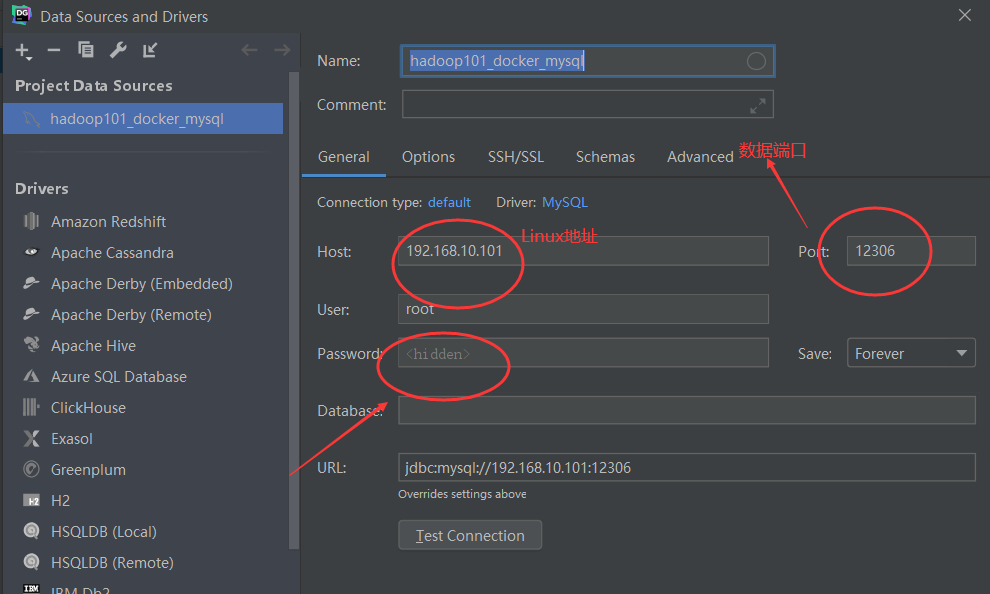 DG
Data Sources and Drivers
Project Data Sources
hadoop101_docker_mysql
Drivers
Amazon Redshift
Apache Cassandra
Apache Derby (Embedded)
Apache Derby (Remote)
Apache Hive
Azure SQL Database
ClickHouse
Exasol
Greenplum
H2
H2
HSQLDB (Local)
HSQLDB (Remote)
IBM
IBM Db2
Name: hadoop101_docker_mysql
Comment:
General Options SSH/SSL Schemas Advanced
数据端口
Connection type: default Driver: MySQL
Linux地址
Host: 192.168.10.101 Port: 12306
User: root
Password: <hidden> Save: Forever
Database:
URL: jdbc:mysql://192.168.10.101:12306
Overrides settings above
Test Connection